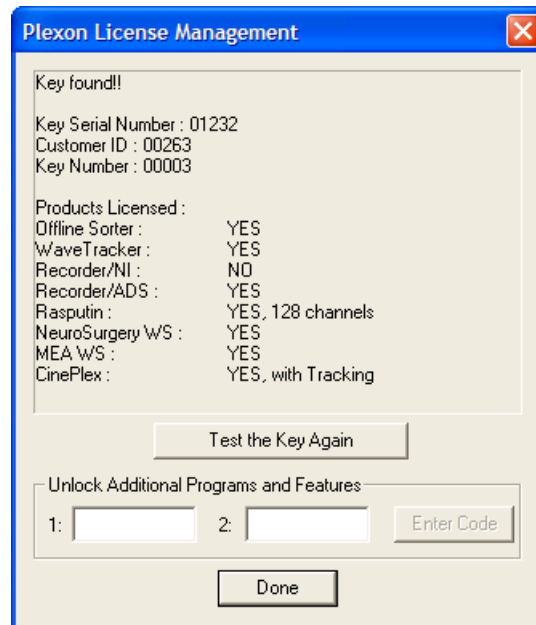 Plexon License Management
Key found!!
Key Serial Number : 01232
Customer ID : 00263
Key Number : 00003
Products Licensed :
Offline Sorter : YES
WaveTracker : YES
Recorder/NI : NO
Recorder/ADS : YES
Rasputin : YES, 128 channels
NeuroSurgery WS : YES
MEA WS : YES
CinePlex : YES, with Tracking
Test the Key Again
Unlock Additional Programs and Features
1: 2: Enter Code
Done